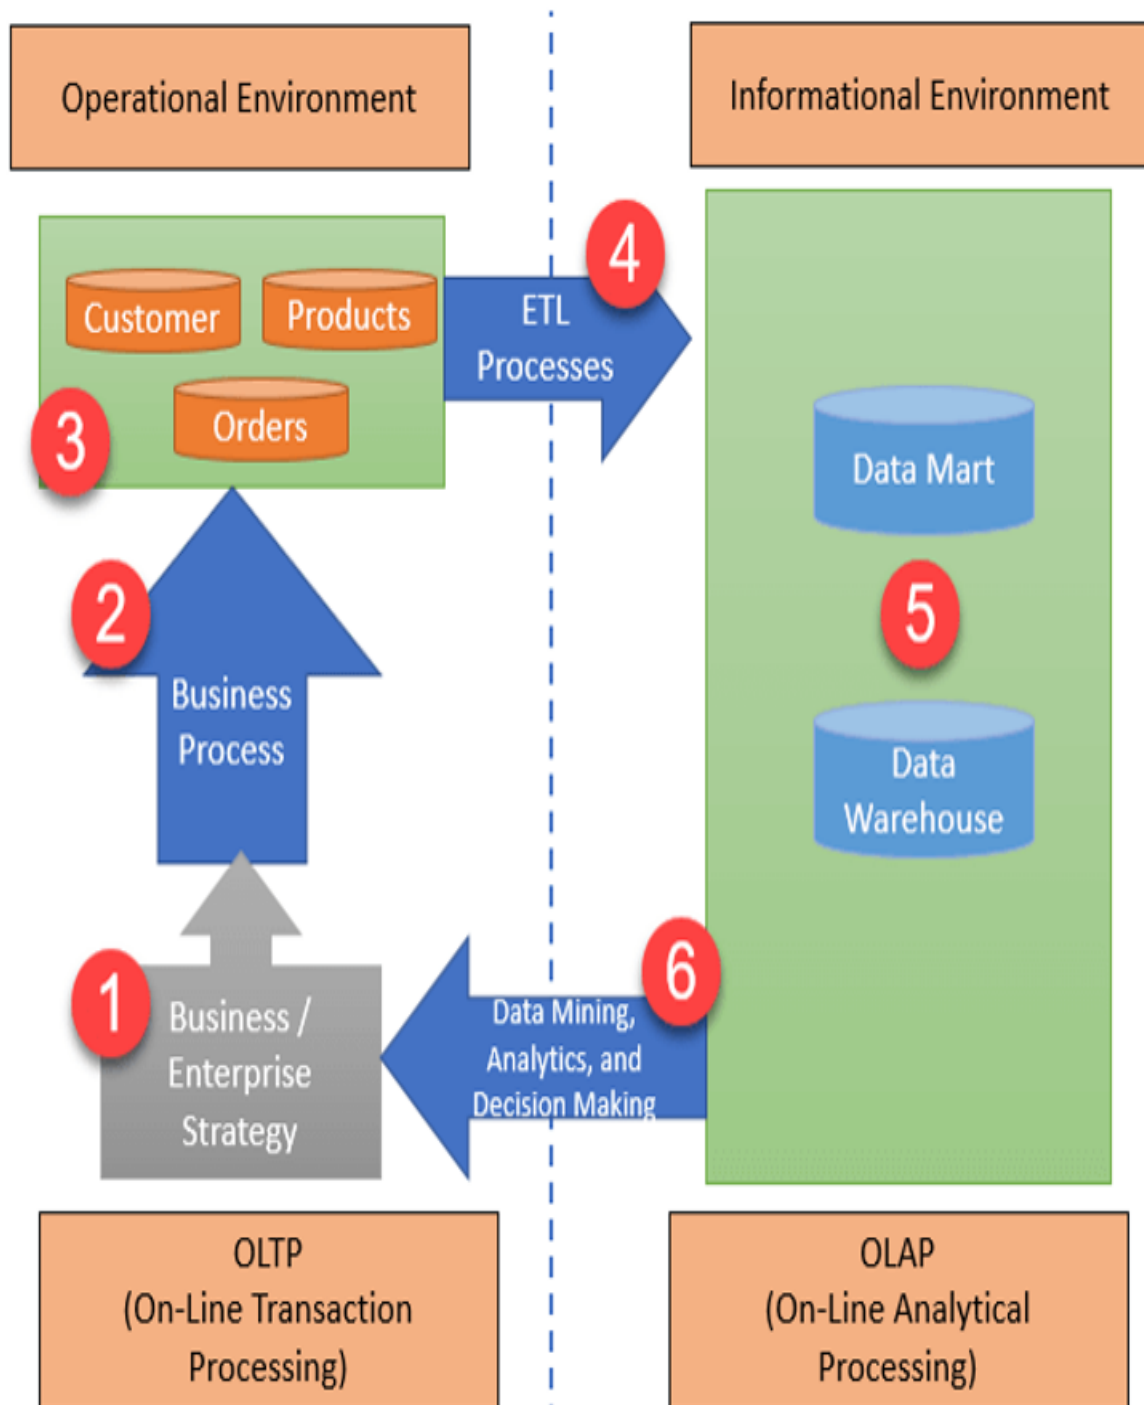 Operational Environment
Informational Environment
4
Customer
Products
ETL
Processes
Orders
3
Data Mart
2
5
Business
Process
Data
Warehouse
6
1
Business /
Enterprise
Strategy
Data Mining,
Analytics, and
Decision Making
OLTP
(On-Line Transaction
Processing)
OLAP
(On-Line Analytical
Processing)